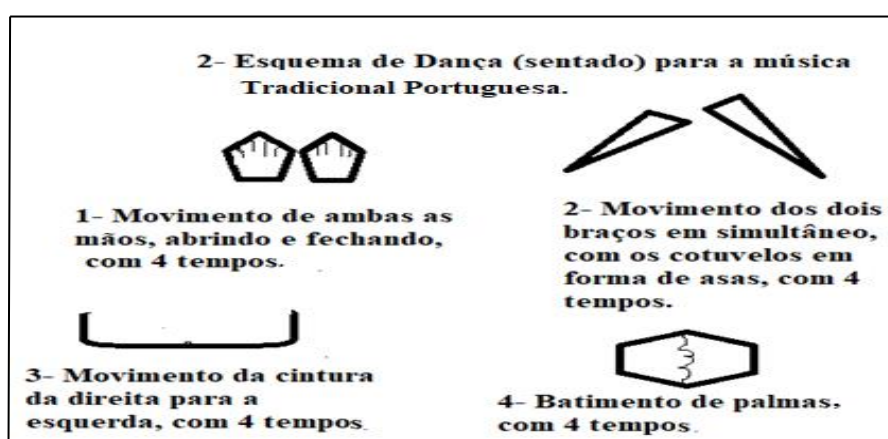 2- Esquema de Dança (sentado) para a música
Tradicional Portuguesa.
1- Movimento de ambas as
mãos, abrindo e fechando,
com 4 tempos.
2- Movimento dos dois
braços em simultâneo,
com os cotuvelos em
forma de asas, com 4
tempos.
3- Movimento da cintura
da direita para a
esquerda, com 4 tempos.
4- Batimento de palmas,
com 4 tempos.